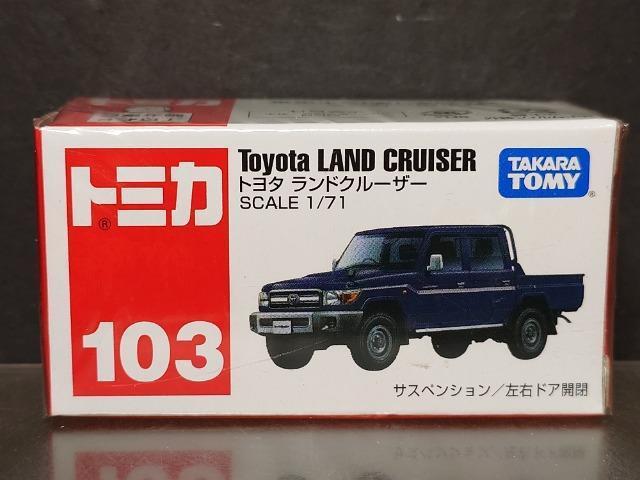 Toyota LAND CRUISER
トヨタ ランドクルーザー
SCALE 1/71
TAKARA
TOMY®
トミカ®
103
サスペンション/左右ドア開閉